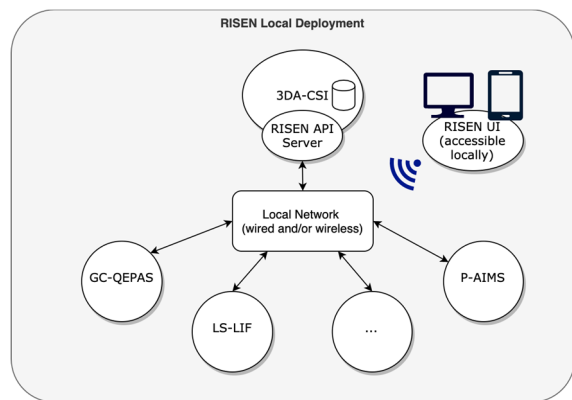 RISEN Local Deployment
3DA-CSI
RISEN API
Server
RISEN UI
(accessible
locally)
Local Network
(wired and/or wireless)
GC-QEPAS
P-AIMS
LS-LIF
...